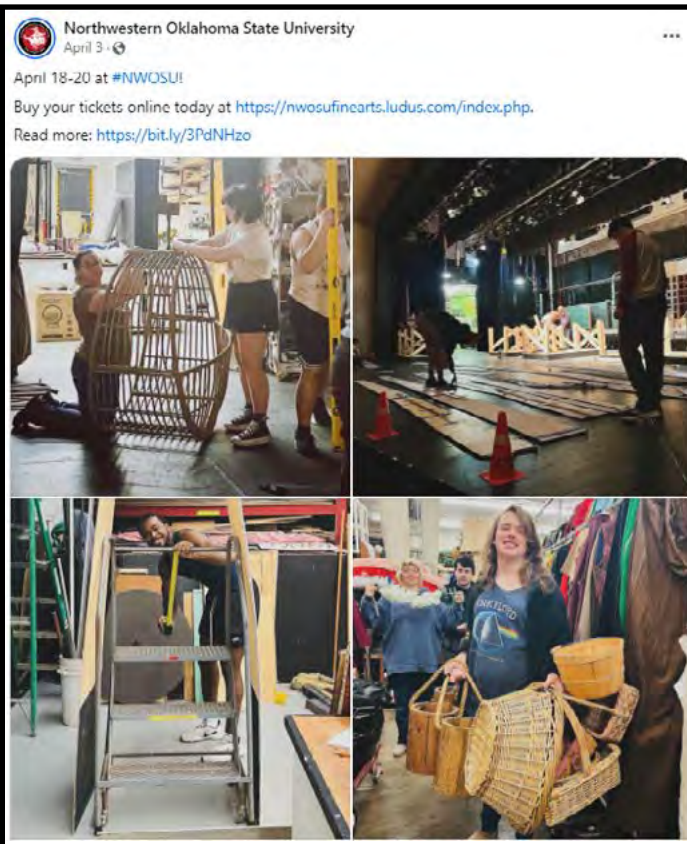 Northwestern Oklahoma State University
April 3 ·
April 18-20 at #NWOSU!
Buy your tickets online today at https://nwosufinearts.ludus.com/index.php.
Read more: https://bit.ly/3PdNHzo
PINK FLOYD